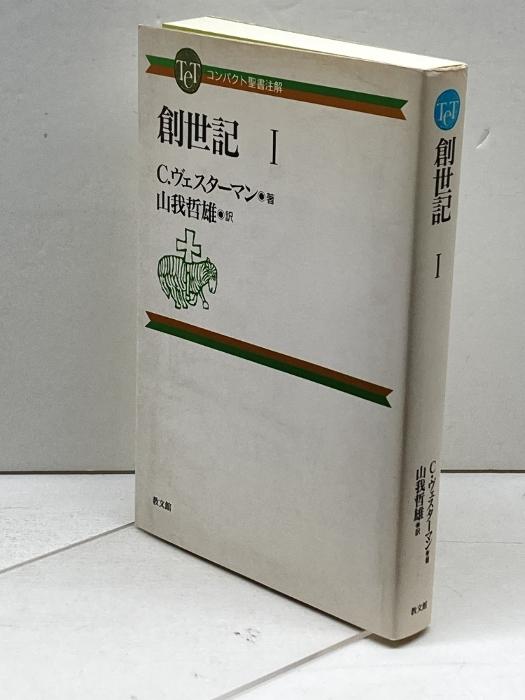 TCT コンパクト聖書注解
創世記 Ⅰ
C.ヴェスターマン◉著
山我哲雄◉訳
教文館
TCT
創世記 Ⅰ
C・ヴェスターマン◉著
山我哲雄◉訳
教文館